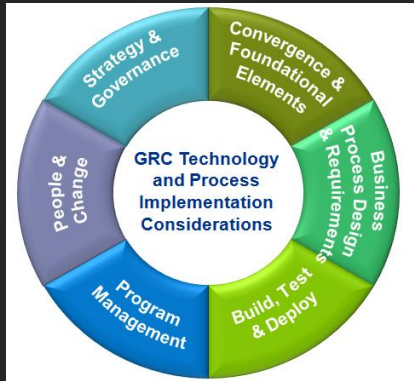 Strategy &
Governance
Convergence &
Foundational
Elements
Business
Process Design
& Requirements
Build, Test
& Deploy
Program
Management
People &
Change
GRC Technology
and Process
Implementation
Considerations